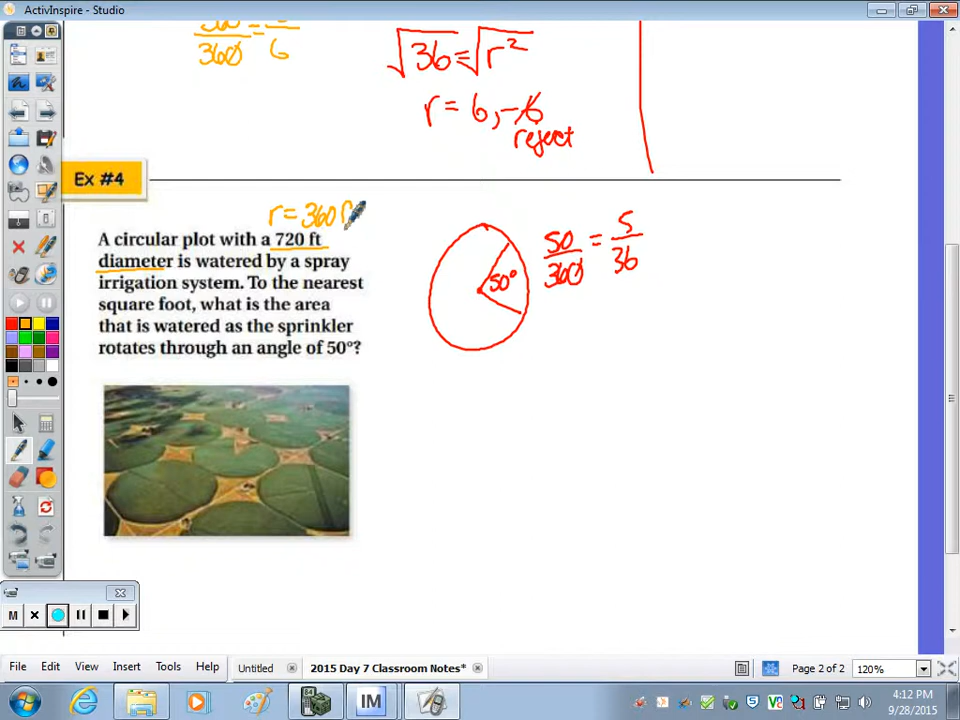 ActivInspire - Studio
360 = 6
√36 = √r²
r = 6, -6
reject
Ex #4
r = 360
A circular plot with a 720 ft
diameter is watered by a spray
irrigation system. To the nearest
square foot, what is the area
that is watered as the sprinkler
rotates through an angle of 50°?
50°
50/360 = 5/36
M
File Edit View Insert Tools Help
Untitled
2015 Day 7 Classroom Notes*
Page 2 of 2
120%
IM
4:12 PM
9/28/2015